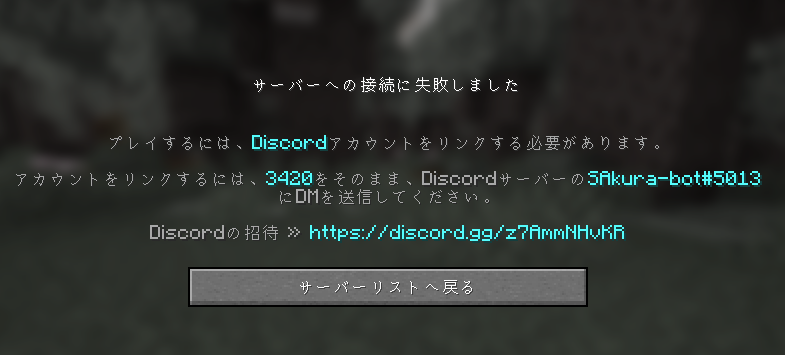 サーバーへの接続に失敗しました
プレイするには、Discordアカウントをリンクする必要があります。
アカウントをリンクするには、3420をそのまま、DiscordサーバーのSAkura-bot#5013
にDMを送信してください。
Discordの招待 » https://discord.gg/z7AmmNHvKR
サーバーリストへ戻る